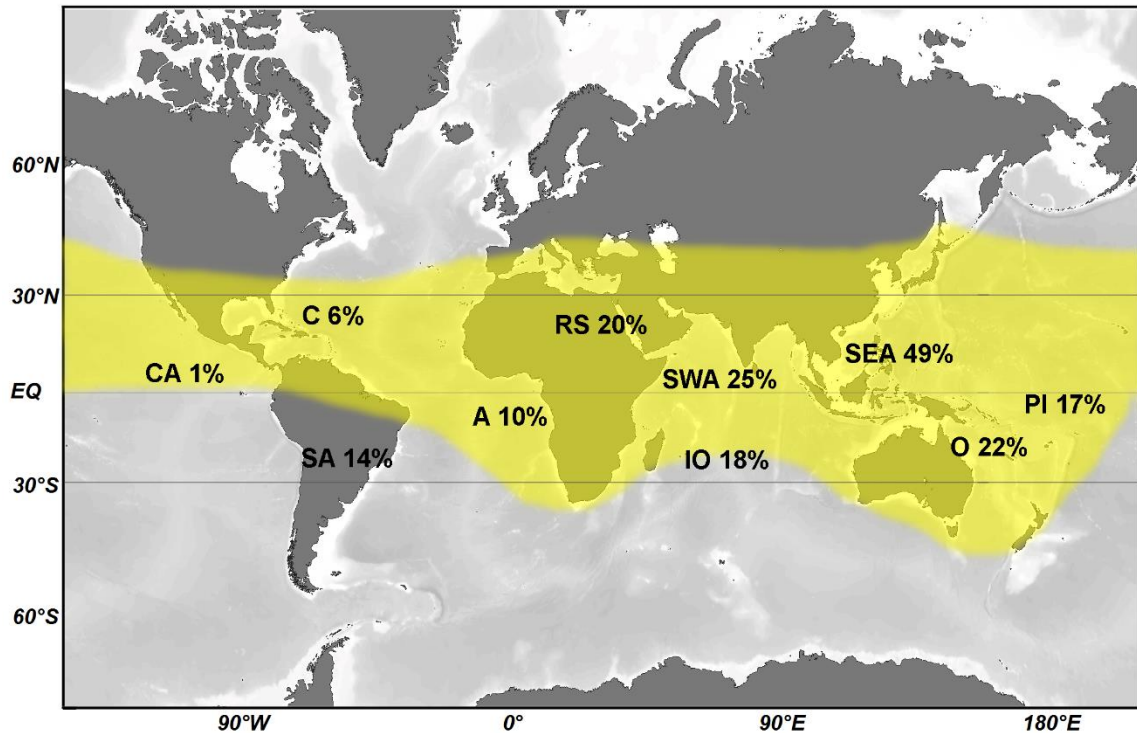 60°N
30°N
C 6%
RS 20%
SEA 49%
CA 1%
SWA 25%
EQ
PI 17%
A 10%
O 22%
SA 14%
IO 18%
30°S
60°S
90°W
0°
90°E
180°E